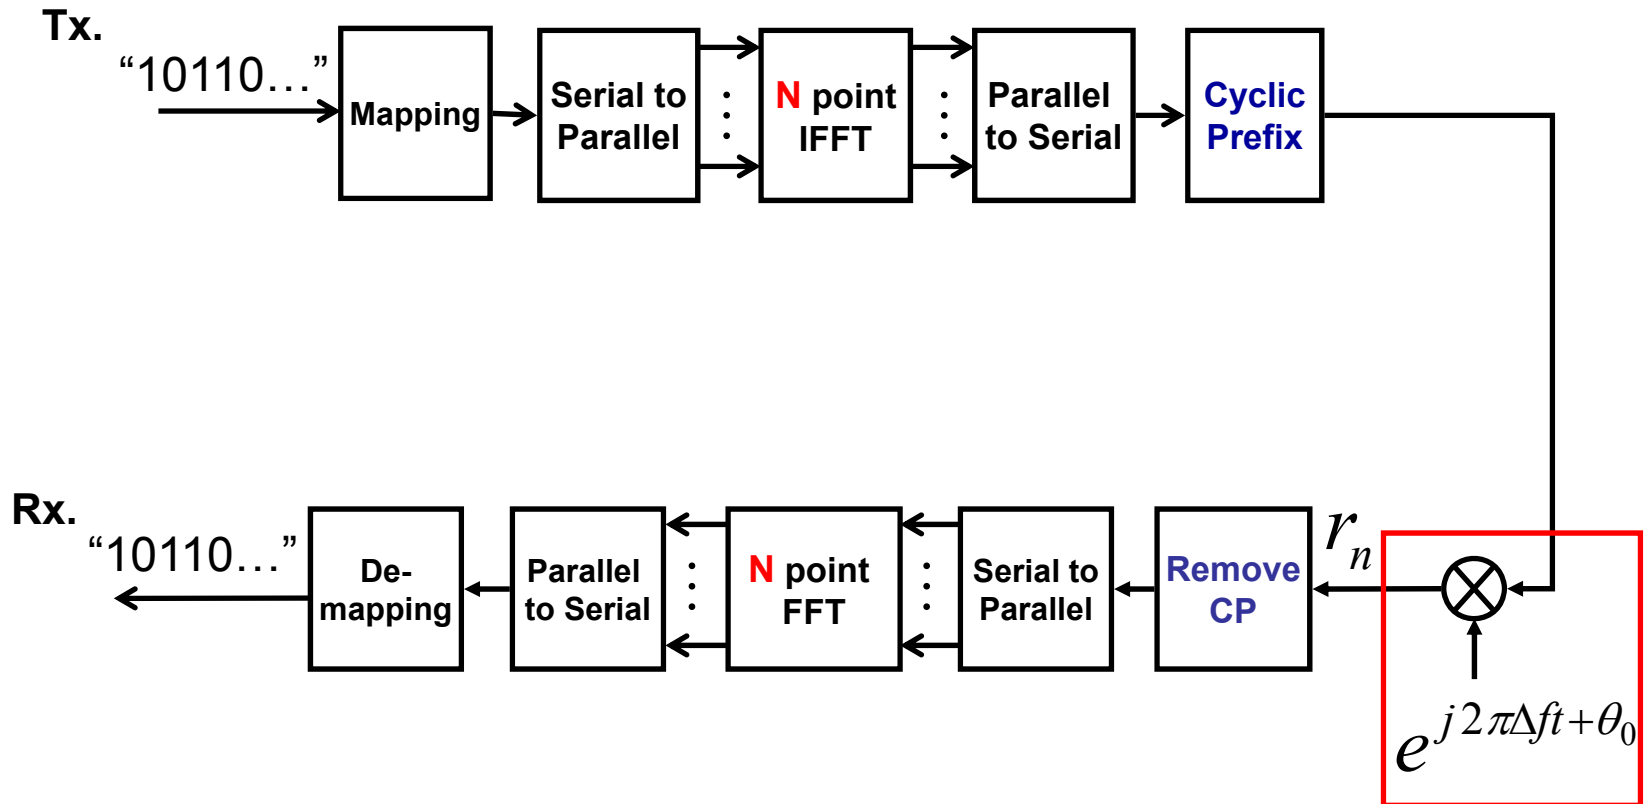 Tx.
“10110…”
Mapping
Serial to
Parallel
N point
IFFT
Parallel
to Serial
Cyclic
Prefix
Rx.
“10110…”
De-
mapping
Parallel
to Serial
N point
FFT
Serial to
Parallel
Remove
CP
r_n
e^{j2πΔft+θ_0}